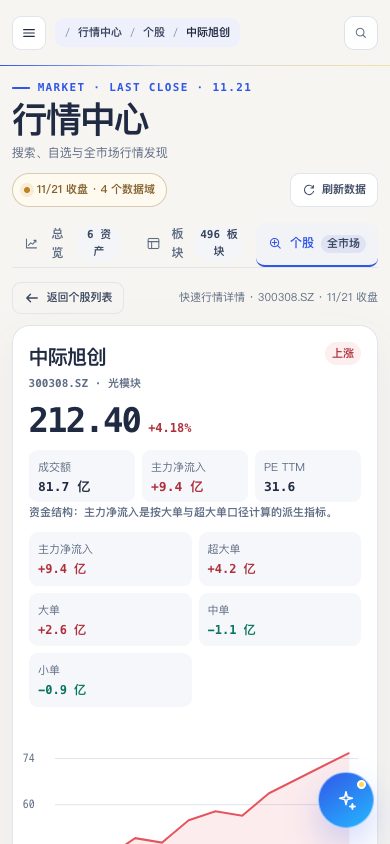 / 行情中心 / 个股 / 中际旭创
MARKET · LAST CLOSE · 11.21
行情中心
搜索、自选与全市场行情发现
11/21 收盘 · 4 个数据域
刷新数据
总览 6 资产
板块 496 板块
个股 全市场
返回个股列表
快速行情详情 · 300308.SZ · 11/21 收盘
中际旭创
上涨
300308.SZ · 光模块
212.40 +4.18%
成交额
81.7 亿
主力净流入
+9.4 亿
PE TTM
31.6
资金结构：主力净流入是按大单与超大单口径计算的派生指标。
主力净流入
+9.4 亿
超大单
+4.2 亿
大单
+2.6 亿
中单
−1.1 亿
小单
−0.9 亿
74
60